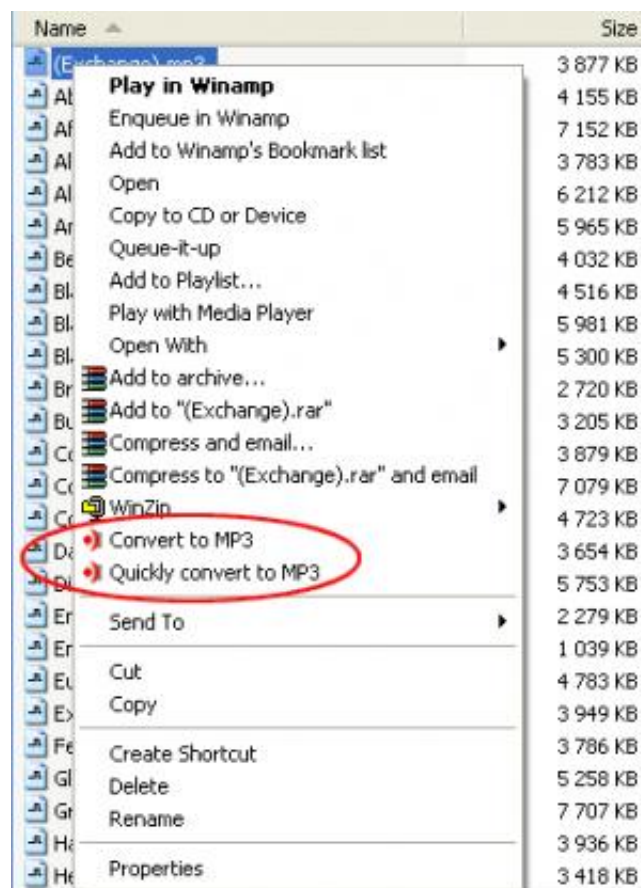 Name Size
(Exchange).mp3 3 877 KB
Play in Winamp
4 155 KB
Enqueue in Winamp
7 152 KB
Add to Winamp's Bookmark list
3 783 KB
Open
6 212 KB
Copy to CD or Device
5 965 KB
Queue-it-up
4 032 KB
Add to Playlist...
4 516 KB
Play with Media Player
5 981 KB
Open With
5 300 KB
Add to archive...
2 720 KB
Add to "(Exchange).rar"
3 205 KB
Compress and email...
3 879 KB
Compress to "(Exchange).rar" and email
7 079 KB
WinZip
4 723 KB
Convert to MP3
3 654 KB
Quickly convert to MP3
5 753 KB
Send To
2 279 KB
1 039 KB
Cut
4 783 KB
Copy
3 949 KB
3 786 KB
Create Shortcut
5 258 KB
Delete
7 707 KB
Rename
3 936 KB
Properties
3 418 KB